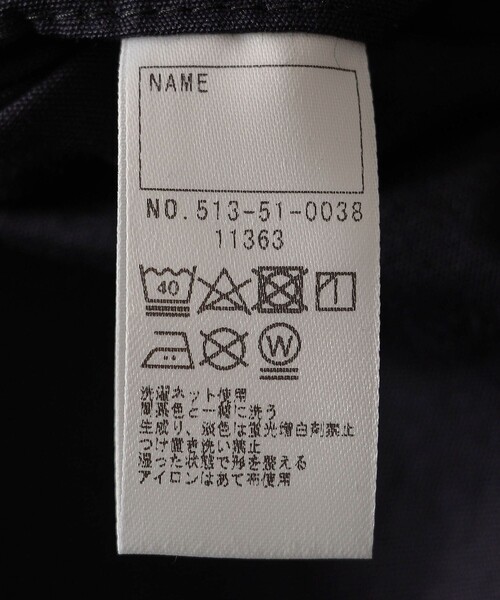 NAME
NO.513-51-0038
11363
40
W
洗濯ネット使用
同系色と一緒に洗う
生成り、淡色は蛍光増白剤禁止
つけ置き洗い禁止
湿った状態で形を整える
アイロンはあて布使用